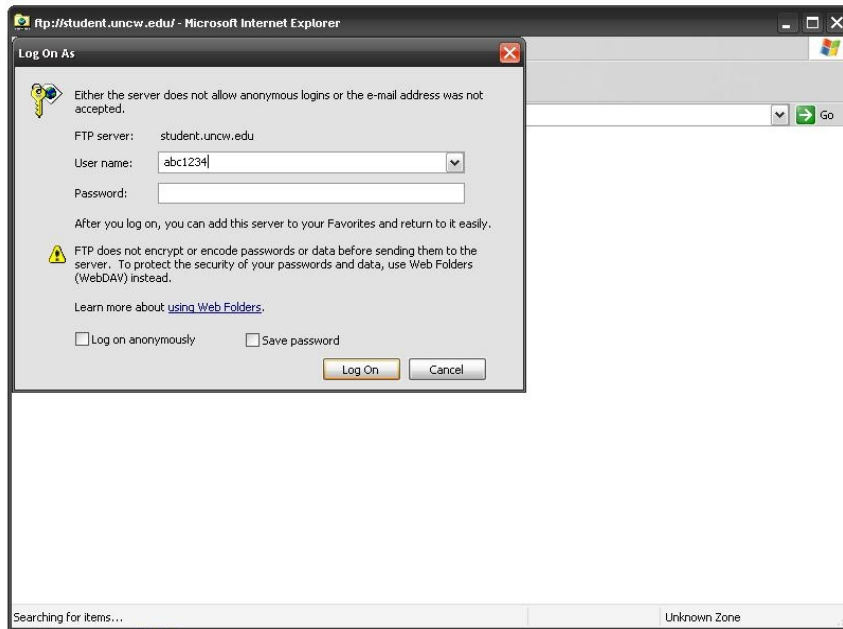 ftp://student.uncw.edu/ - Microsoft Internet Explorer
Log On As
Go
Either the server does not allow anonymous logins or the e-mail address was not
accepted.
FTP server: student.uncw.edu
User name: abc1234
Password:
After you log on, you can add this server to your Favorites and return to it easily.
FTP does not encrypt or encode passwords or data before sending them to the
server. To protect the security of your passwords and data, use Web Folders
(WebDAV) instead.
Learn more about using Web Folders.
Log on anonymously Save password
Log On Cancel
Searching for items... Unknown Zone